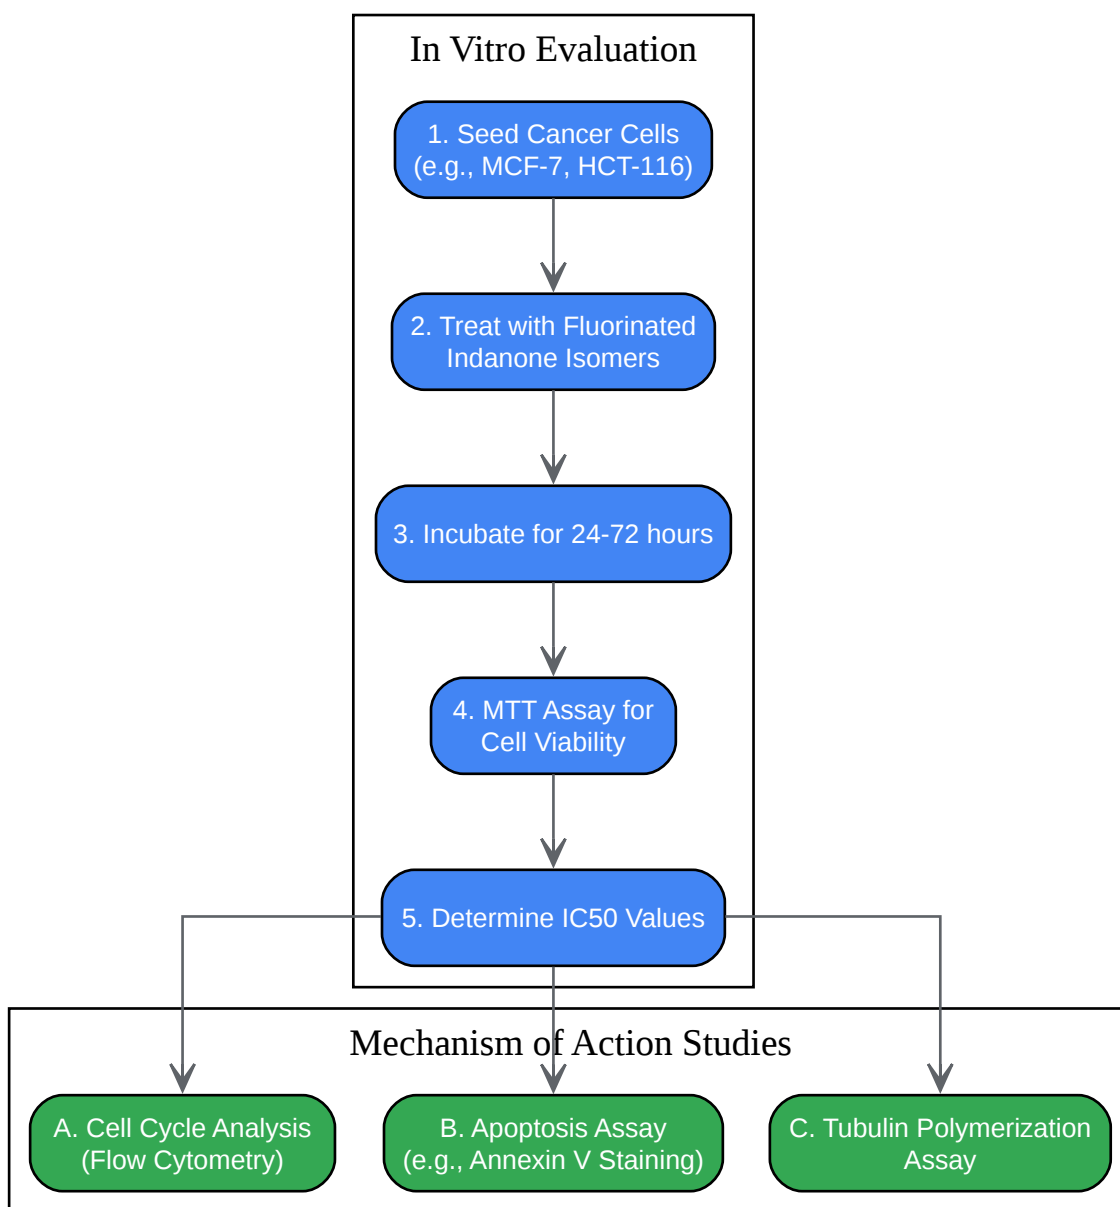 In Vitro Evaluation
1. Seed Cancer Cells
(e.g., MCF-7, HCT-116)
2. Treat with Fluorinated
Indanone Isomers
3. Incubate for 24-72 hours
4. MTT Assay for
Cell Viability
5. Determine IC50 Values
Mechanism of Action Studies
A. Cell Cycle Analysis
(Flow Cytometry)
B. Apoptosis Assay
(e.g., Annexin V Staining)
C. Tubulin Polymerization
Assay